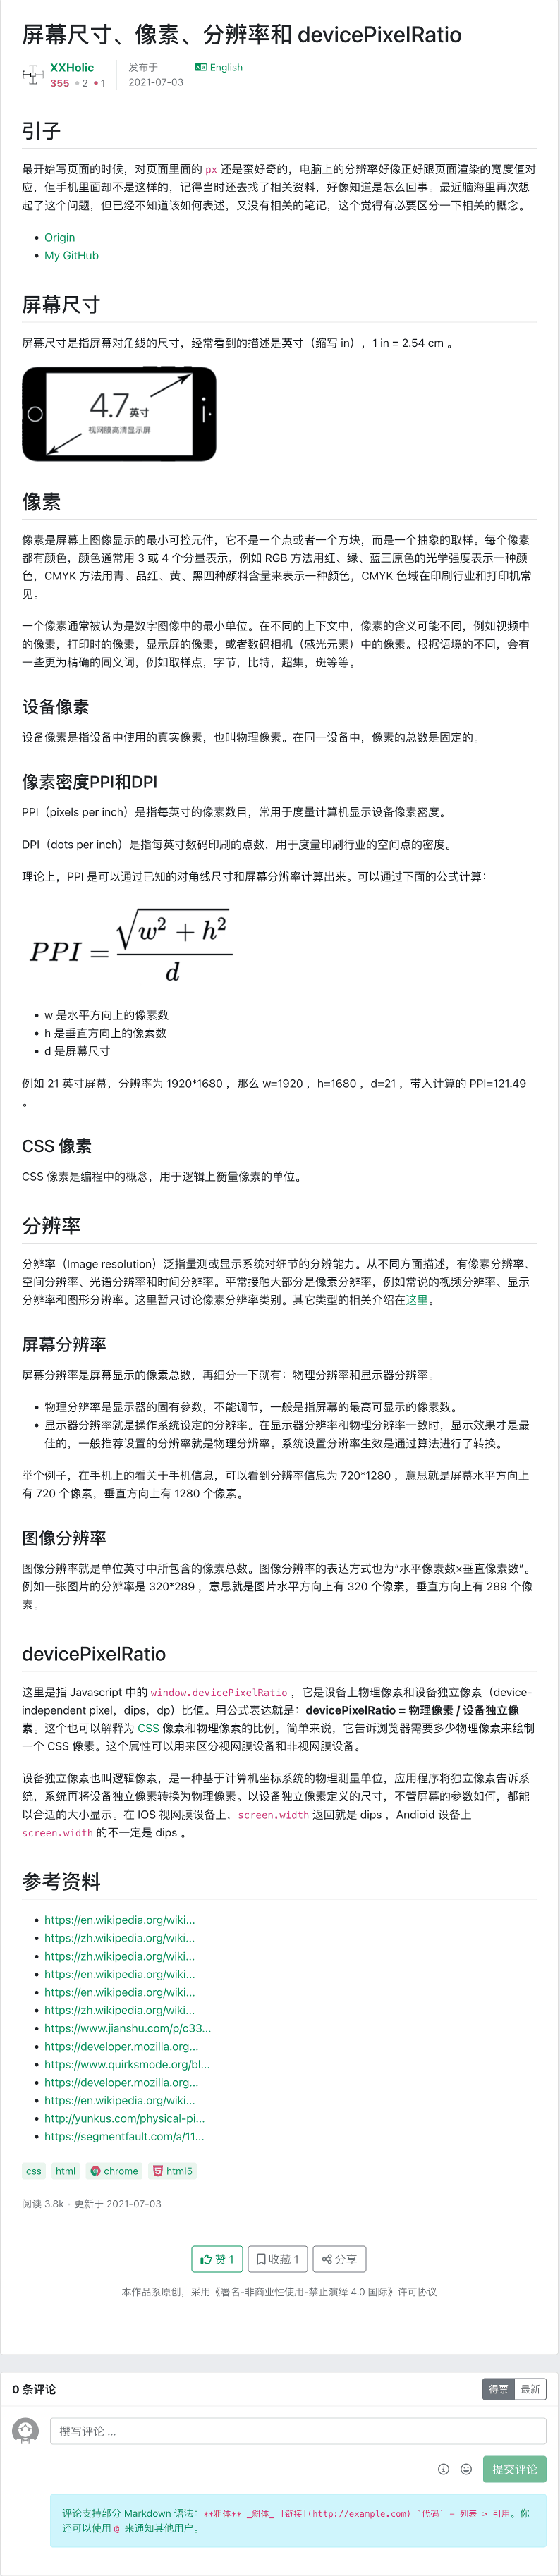 屏幕尺寸、像素、分辨率和 devicePixelRatio
XXHolic
355 2 1
发布于
2021-07-03
English
引子
最开始写页面的时候，对页面里面的 px 还是蛮好奇的，电脑上的分辨率好像正好跟页面渲染的宽度值对
应，但手机里面却不是这样的，记得当时还去找了相关资料，好像知道是怎么回事。最近脑海里再次想
起了这个问题，但已经不知道该如何表述，又没有相关的笔记，这个觉得有必要区分一下相关的概念。
• Origin
• My GitHub
屏幕尺寸
屏幕尺寸是指屏幕对角线的尺寸，经常看到的描述是英寸（缩写 in），1 in = 2.54 cm 。
4.7 英寸
视网膜高清显示屏
像素
像素是屏幕上图像显示的最小可控元件，它不是一个点或者一个方块，而是一个抽象的取样。每个像素
都有颜色，颜色通常用 3 或 4 个分量表示，例如 RGB 方法用红、绿、蓝三原色的光学强度表示一种颜
色，CMYK 方法用青、品红、黄、黑四种颜料含量来表示一种颜色，CMYK 色域在印刷行业和打印机常
见。
一个像素通常被认为是数字图像中的最小单位。在不同的上下文中，像素的含义可能不同，例如视频中
的像素，打印时的像素，显示屏的像素，或者数码相机（感光元素）中的像素。根据语境的不同，会有
一些更为精确的同义词，例如取样点，字节，比特，超集，斑等等。
设备像素
设备像素是指设备中使用的真实像素，也叫物理像素。在同一设备中，像素的总数是固定的。
像素密度PPI和DPI
PPI（pixels per inch）是指每英寸的像素数目，常用于度量计算机显示设备像素密度。
DPI（dots per inch）是指每英寸数码印刷的点数，用于度量印刷行业的空间点的密度。
理论上，PPI 是可以通过已知的对角线尺寸和屏幕分辨率计算出来。可以通过下面的公式计算：
PPI = √(w² + h²) / d
• w 是水平方向上的像素数
• h 是垂直方向上的像素数
• d 是屏幕尺寸
例如 21 英寸屏幕，分辨率为 1920*1680 ，那么 w=1920 ，h=1680 ，d=21 ，带入计算的 PPI=121.49
。
CSS 像素
CSS 像素是编程中的概念，用于逻辑上衡量像素的单位。
分辨率
分辨率（Image resolution）泛指量测或显示系统对细节的分辨能力。从不同方面描述，有像素分辨率、
空间分辨率、光谱分辨率和时间分辨率。平常接触大部分是像素分辨率，例如常说的视频分辨率、显示
分辨率和图形分辨率。这里暂只讨论像素分辨率类别。其它类型的相关介绍在这里。
屏幕分辨率
屏幕分辨率是屏幕显示的像素总数，再细分一下就有：物理分辨率和显示器分辨率。
• 物理分辨率是显示器的固有参数，不能调节，一般是指屏幕的最高可显示的像素数。
• 显示器分辨率就是操作系统设定的分辨率。在显示器分辨率和物理分辨率一致时，显示效果才是最
佳的，一般推荐设置的分辨率就是物理分辨率。系统设置分辨率生效是通过算法进行了转换。
举个例子，在手机上的看关于手机信息，可以看到分辨率信息为 720*1280 ，意思就是屏幕水平方向上
有 720 个像素，垂直方向上有 1280 个像素。
图像分辨率
图像分辨率就是单位英寸中所包含的像素总数。图像分辨率的表达方式也为“水平像素数×垂直像素数”。
例如一张图片的分辨率是 320*289 ，意思就是图片水平方向上有 320 个像素，垂直方向上有 289 个像
素。
devicePixelRatio
这里是指 Javascript 中的 window.devicePixelRatio ，它是设备上物理像素和设备独立像素（device-
independent pixel，dips，dp）比值。用公式表达就是：devicePixelRatio = 物理像素 / 设备独立像
素。这个也可以解释为 CSS 像素和物理像素的比例，简单来说，它告诉浏览器需要多少物理像素来绘制
一个 CSS 像素。这个属性可以用来区分视网膜设备和非视网膜设备。
设备独立像素也叫逻辑像素，是一种基于计算机坐标系统的物理测量单位，应用程序将独立像素告诉系
统，系统再将设备独立像素转换为物理像素。以设备独立像素定义的尺寸，不管屏幕的参数如何，都能
以合适的大小显示。在 IOS 视网膜设备上，screen.width 返回就是 dips ，Andioid 设备上
screen.width 的不一定是 dips 。
参考资料
• https://en.wikipedia.org/wiki...
• https://zh.wikipedia.org/wiki...
• https://zh.wikipedia.org/wiki...
• https://en.wikipedia.org/wiki...
• https://en.wikipedia.org/wiki...
• https://zh.wikipedia.org/wiki...
• https://www.jianshu.com/p/c33...
• https://developer.mozilla.org...
• https://www.quirksmode.org/bl...
• https://developer.mozilla.org...
• https://en.wikipedia.org/wiki...
• http://yunkus.com/physical-pi...
• https://segmentfault.com/a/11...
css html chrome html5
阅读 3.8k · 更新于 2021-07-03
赞 1 收藏 1 分享
本作品系原创，采用《署名-非商业性使用-禁止演绎 4.0 国际》许可协议
0 条评论
得票 最新
撰写评论 ...
提交评论
评论支持部分 Markdown 语法：**粗体** _斜体_ [链接](http://example.com) `代码` - 列表 > 引用。你
还可以使用 @ 来通知其他用户。